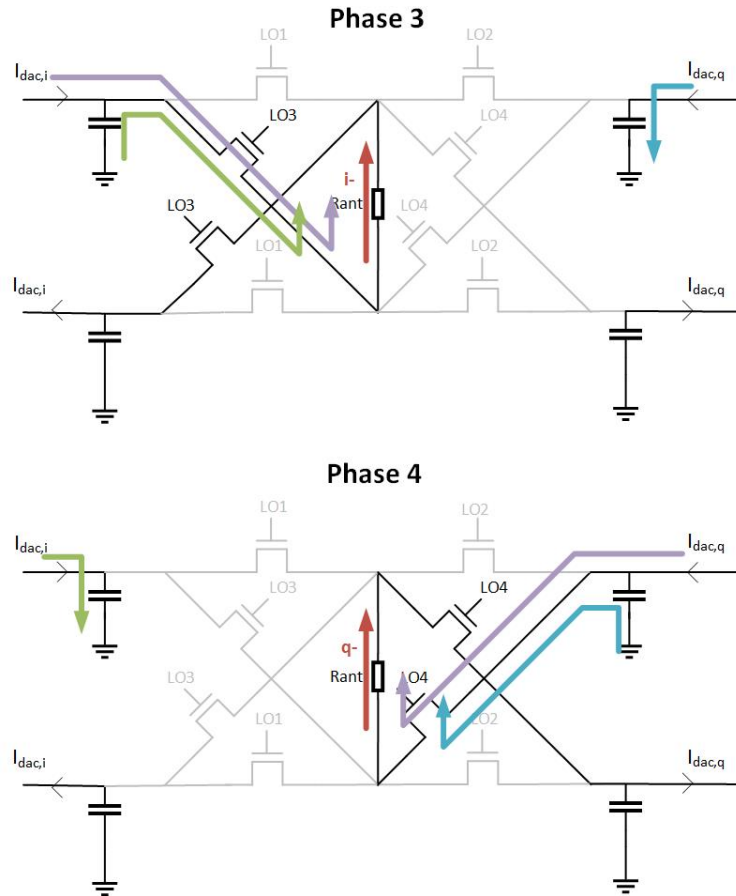 Phase 3
LO1
LO2
Idac,i
Idac,q
LO3
LO4
i-
Rant
LO3
LO4
LO1
LO2
Idac,i
Idac,q
Phase 4
LO1
LO2
Idac,i
Idac,q
LO3
LO4
q-
Rant
LO3
LO4
LO1
LO2
Idac,i
Idac,q